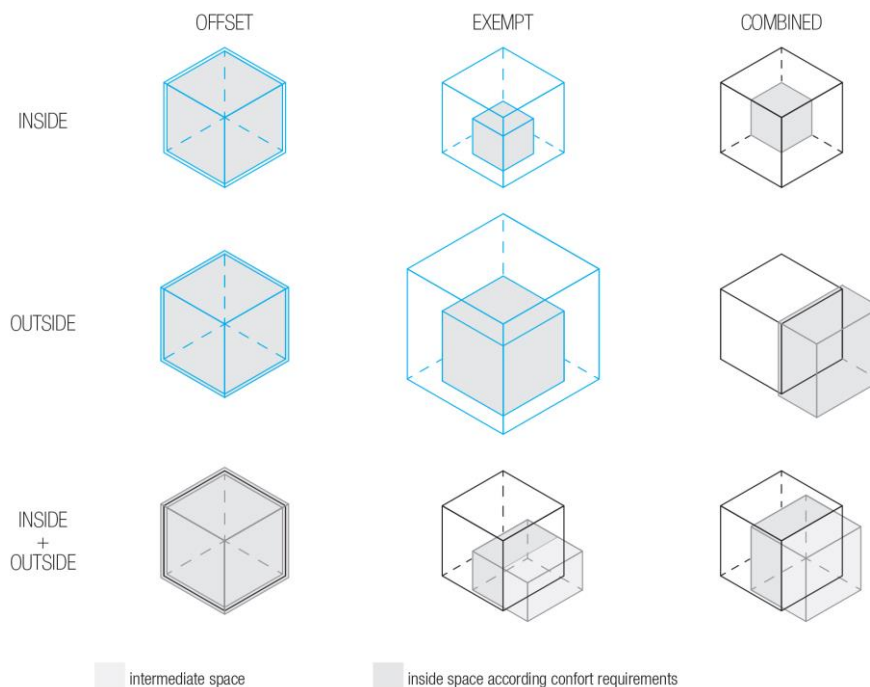 OFFSET EXEMPT COMBINED
INSIDE
OUTSIDE
INSIDE
+
OUTSIDE
intermediate space inside space according confort requirements